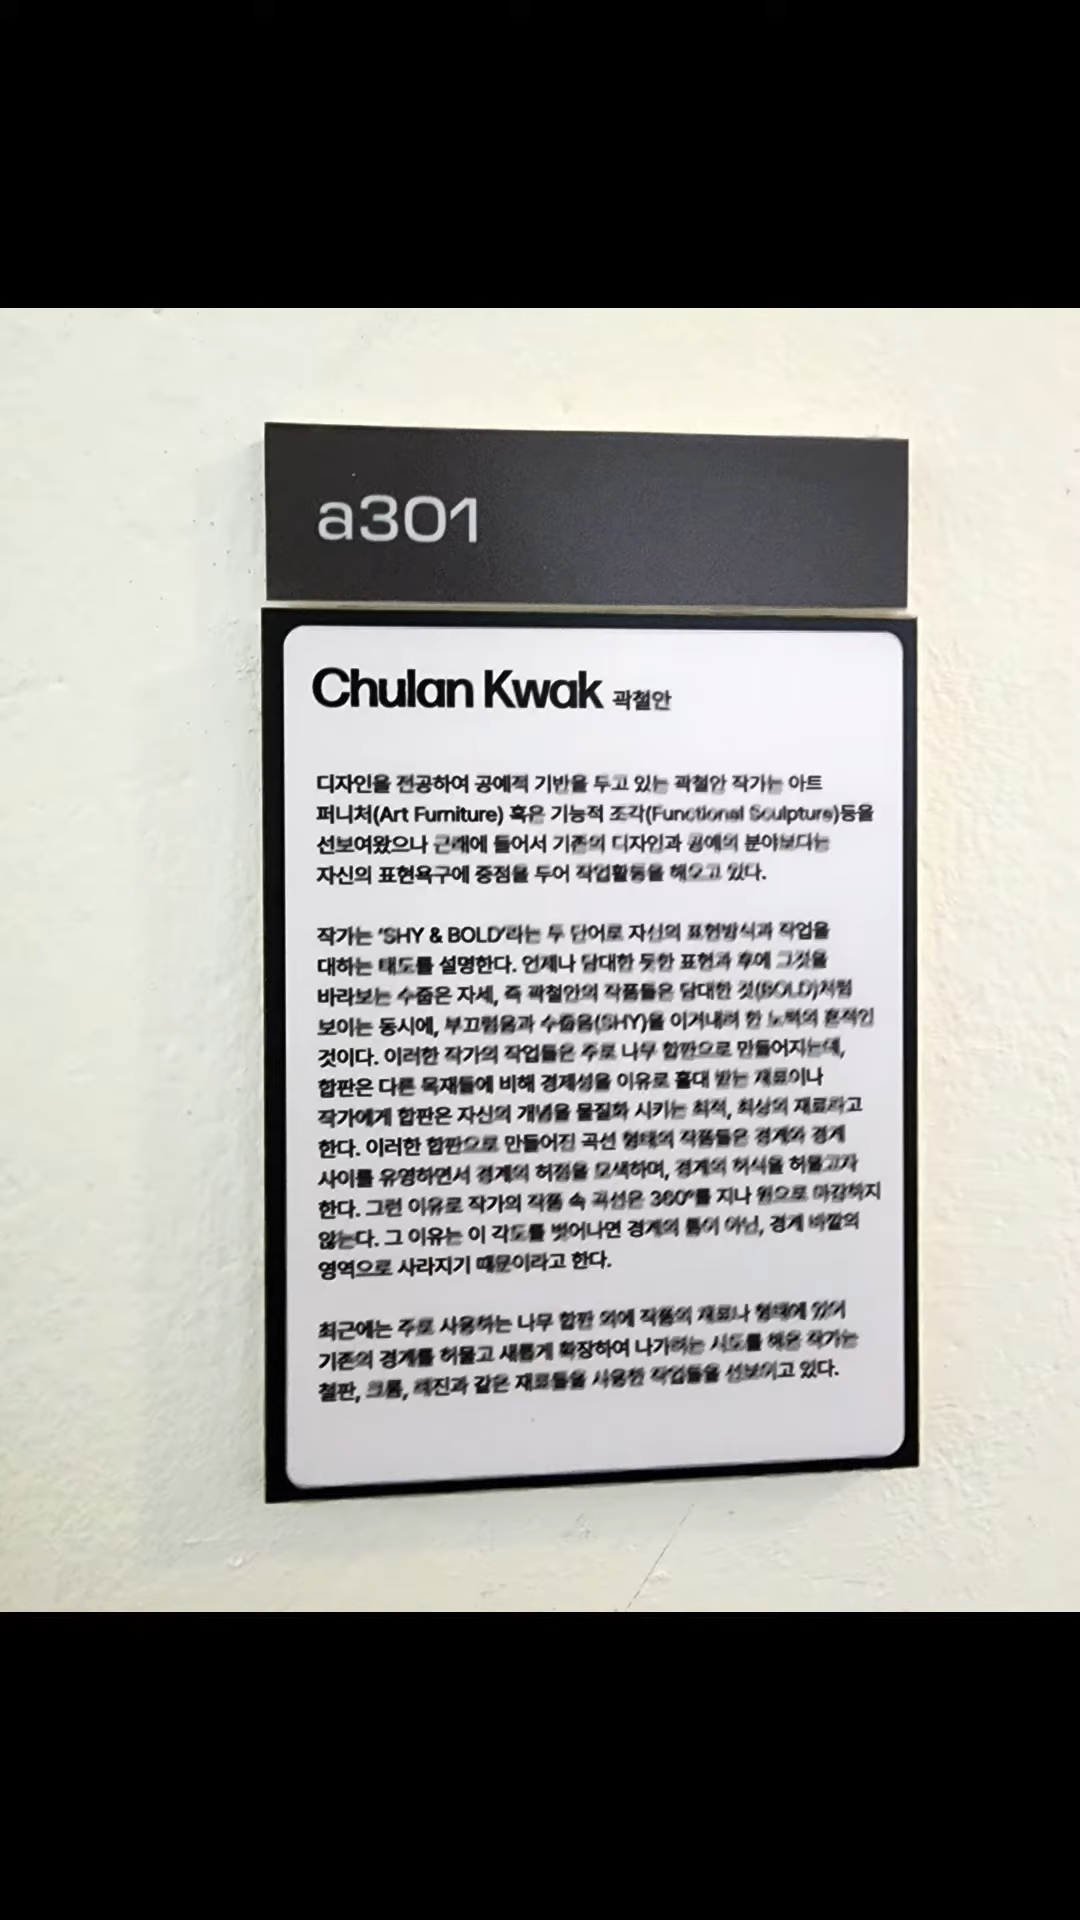 a301
Chulan Kwak 곽철안
디자인을 전공하여 공예적 기반을 두고 있는 곽철안 작가는 아트
퍼니처(Art Furniture) 혹은 기능적 조각(Functional Sculpture)등을
선보여왔으나 근래에 들어서 기존의 디자인과 공예의 분야보다는
자신의 표현욕구에 중점을 두어 작업활동을 해오고 있다.
작가는 ‘SHY & BOLD’라는 두 단어로 자신의 표현방식과 작업을
대하는 태도를 설명한다. 언제나 담대한 듯한 표현과 후에 그것을
바라보는 수줍은 자세, 즉 곽철안의 작품들은 담대한 것(BOLD)처럼
보이는 동시에, 부끄럼움과 수줍음(SHY)을 이겨내려 한 노력의 흔적인
것이다. 이러한 작가의 작업들은 주로 나무 합판으로 만들어지는데,
합판은 다른 목재들에 비해 경제성을 이유로 홀대 받는 재료이나
작가에게 합판은 자신의 개념을 물질화 시키는 최적, 최상의 재료라고
한다. 이러한 합판으로 만들어진 곡선 형태의 작품들은 경계와 경계
사이를 유영하면서 경계의 허점을 모색하며, 경계의 허식을 허물고자
한다. 그런 이유로 작가의 작품 속 곡선은 360°를 지나 원으로 마감하지
않는다. 그 이유는 이 각도를 벗어나면 경계의 틈이 아닌, 경계 바깥의
영역으로 사라지기 때문이라고 한다.
최근에는 주로 사용하는 나무 합판 외에 작품의 재료나 형태에 있어
기존의 경계를 허물고 새롭게 확장하여 나가려는 시도를 해온 작가는
철판, 크롬, 레진과 같은 재료들을 사용한 작업들을 선보이고 있다.